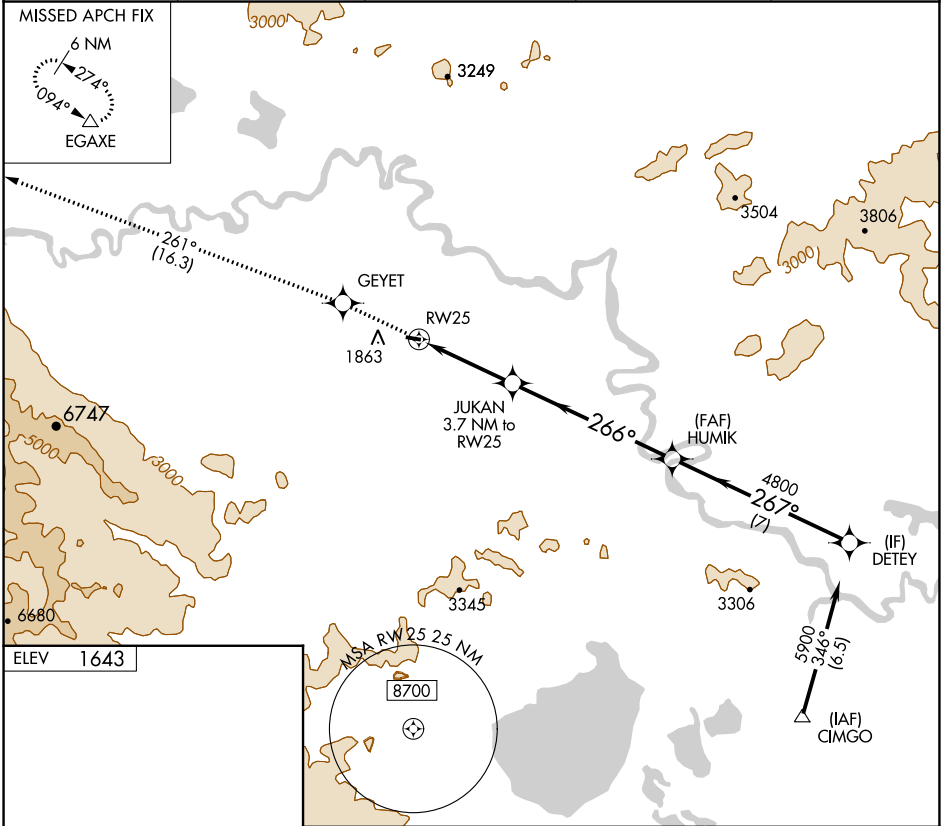 MISSED APCH FIX
6 NM
274°
094°
EGAXE
3000
3249
3504
3806
3000
261°
(16.3)
GEYET
RW25
1863
JUKAN
3.7 NM to
RW25
266°
(FAF)
HUMIK
4800
267°
(7)
(IF)
DETEY
6747
5000
3000
6680
3345
3306
5900
346°
(6.5)
(IAF)
CIMGO
ELEV 1643
MSA RW 25 25 NM
8700